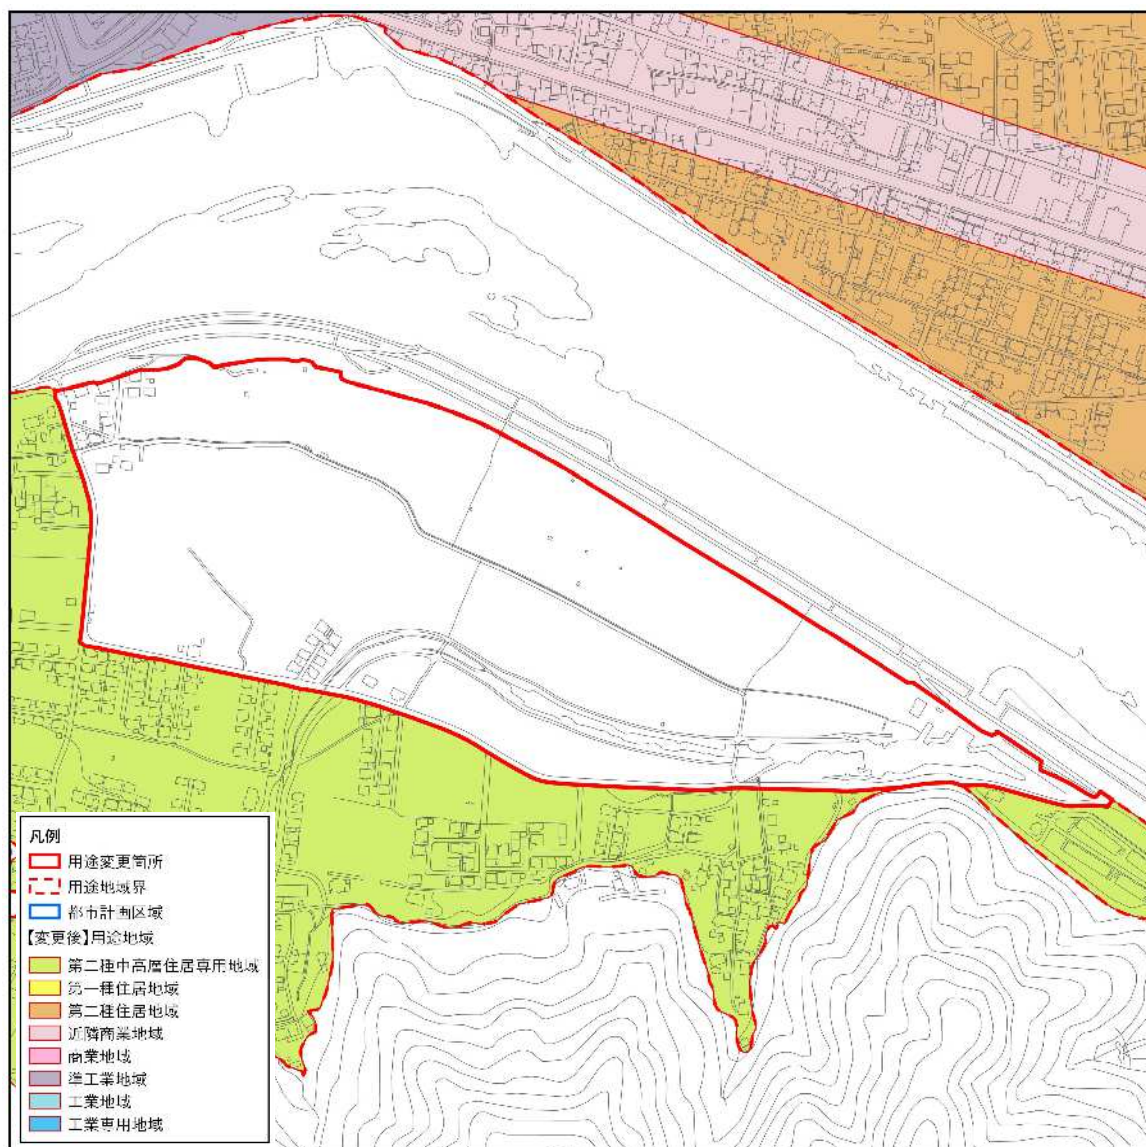 凡例
用途変更箇所
用途地域界
都市計画区域
【変更後】用途地域
第二種中高層住居専用地域
第一種住居地域
第二種住居地域
近隣商業地域
商業地域
準工業地域
工業地域
工業専用地域